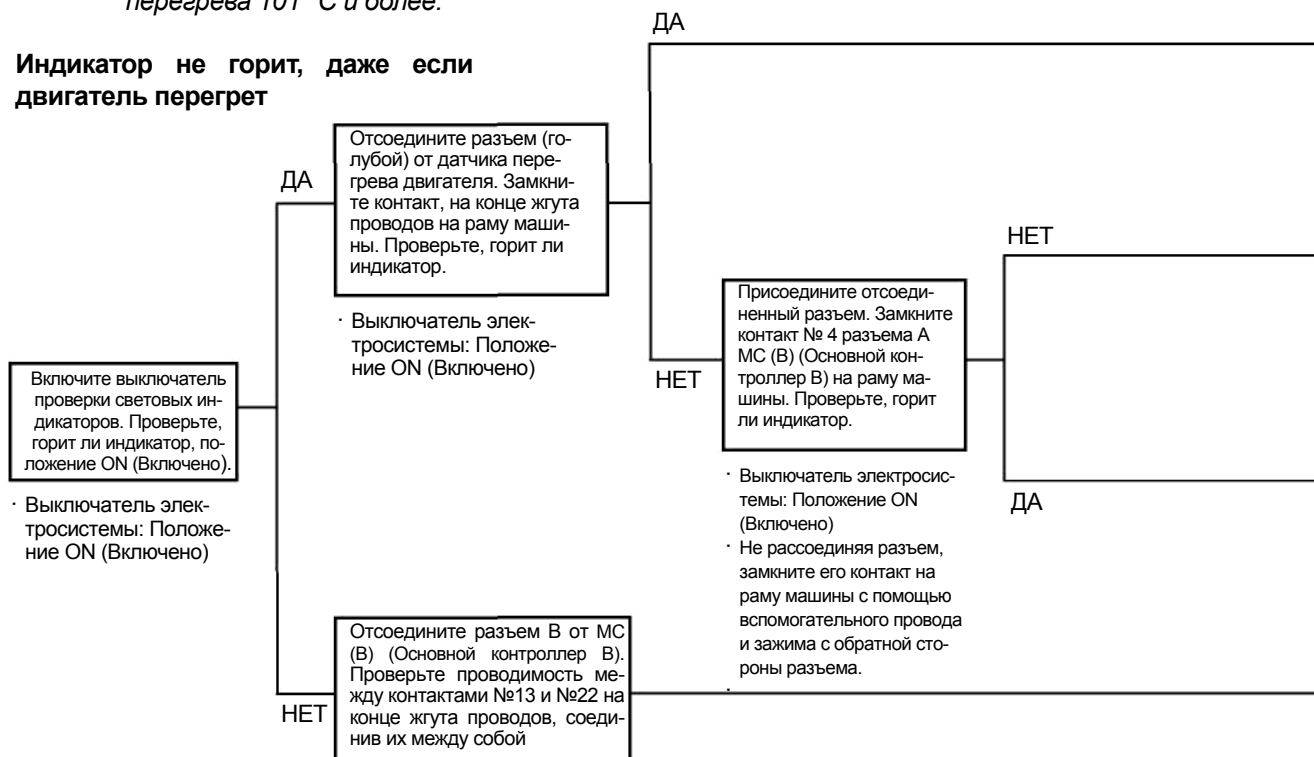 перегрева 101 °C и более.
Индикатор не горит, даже если
двигатель перегрет
ДА
Отсоедините разъем (го-
лубой) от датчика пере-
грева двигателя. Замкни-
те контакт, на конце жгута
проводов на раму маши-
ны. Проверьте, горит ли
индикатор.
ДА
· Выключатель элек-
тросистемы: Положе-
ние ON (Включено)
НЕТ
Присоедините отсоеди-
ненный разъем. Замкните
контакт № 4 разъема А
МС (В) (Основной кон-
троллер В) на раму ма-
шины. Проверьте, горит
ли индикатор.
НЕТ
Включите выключатель
проверки световых ин-
дикаторов. Проверьте,
горит ли индикатор, по-
ложение ON (Включено).
· Выключатель элек-
тросистемы: Положе-
ние ON (Включено)
· Выключатель электросис-
темы: Положение ON
(Включено)
· Не рассоединяя разъем,
замкните его контакт на
раму машины с помощью
вспомогательного провода
и зажима с обратной сто-
роны разъема.
·
ДА
Отсоедините разъем В от МС
(В) (Основной контроллер В).
Проверьте проводимость ме-
жду контактами №13 и №22 на
конце жгута проводов, соеди-
нив их между собой
НЕТ